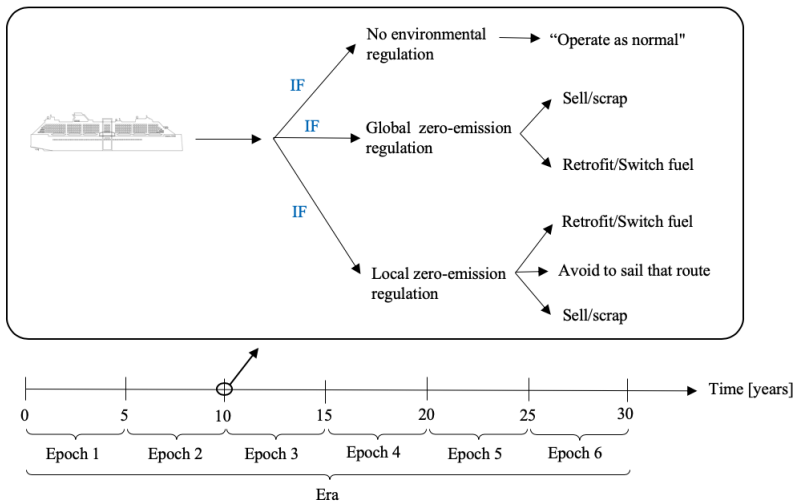 No environmental
regulation
“Operate as normal"
IF
IF
Global zero-emission
regulation
Sell/scrap
Retrofit/Switch fuel
IF
Local zero-emission
regulation
Retrofit/Switch fuel
Avoid to sail that route
Sell/scrap
Time [years]
0 5 10 15 20 25 30
Epoch 1 Epoch 2 Epoch 3 Epoch 4 Epoch 5 Epoch 6
Era